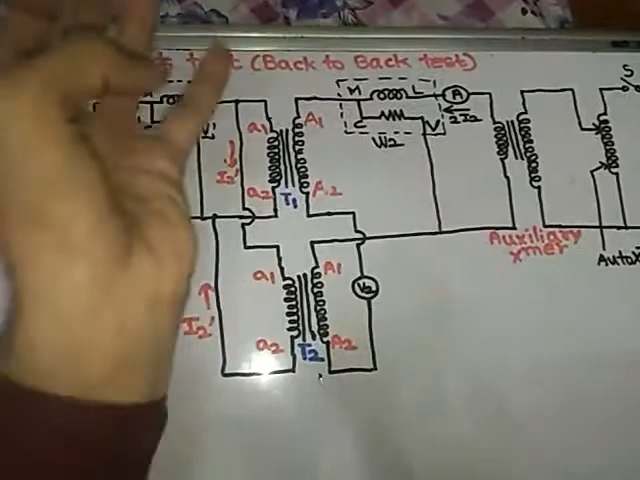 test (Back to Back test)
M L A S
a1 A1 C V 2I2
W2
I2'
a2 T1 A2
Auxiliary
xmer
a1 A1 V2
I2'
a2 T2 A2